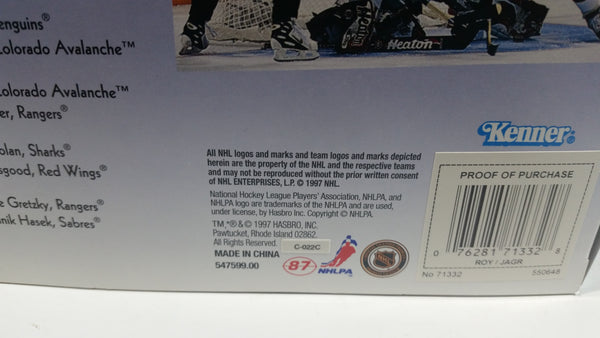 enguins®
olorado Avalanche™
olorado Avalanche™
er, Rangers®
olan, Sharks®
sgood, Red Wings®
e Gretzky, Rangers®
nik Hasek, Sabres®
Heaton
All NHL logos and marks and team logos and marks depicted
herein are the property of the NHL and the respective teams
and may not be reproduced without the prior written consent
of NHL ENTERPRISES, L.P. © 1997 NHL.
National Hockey League Players' Association, NHLPA, and
NHLPA logo are trademarks of the NHLPA and are used,
under license, by Hasbro Inc. Copyright © NHLPA.
TM,*®&© 1997 HASBRO, INC.
Pawtucket, Rhode Island 02862.
All Rights Reserved.
C-022C
MADE IN CHINA
547599.00
87
NHLPA
NHL
Kenner®
PROOF OF PURCHASE
0 76281 71332 8
ROY / JAGR
No 71332
550648